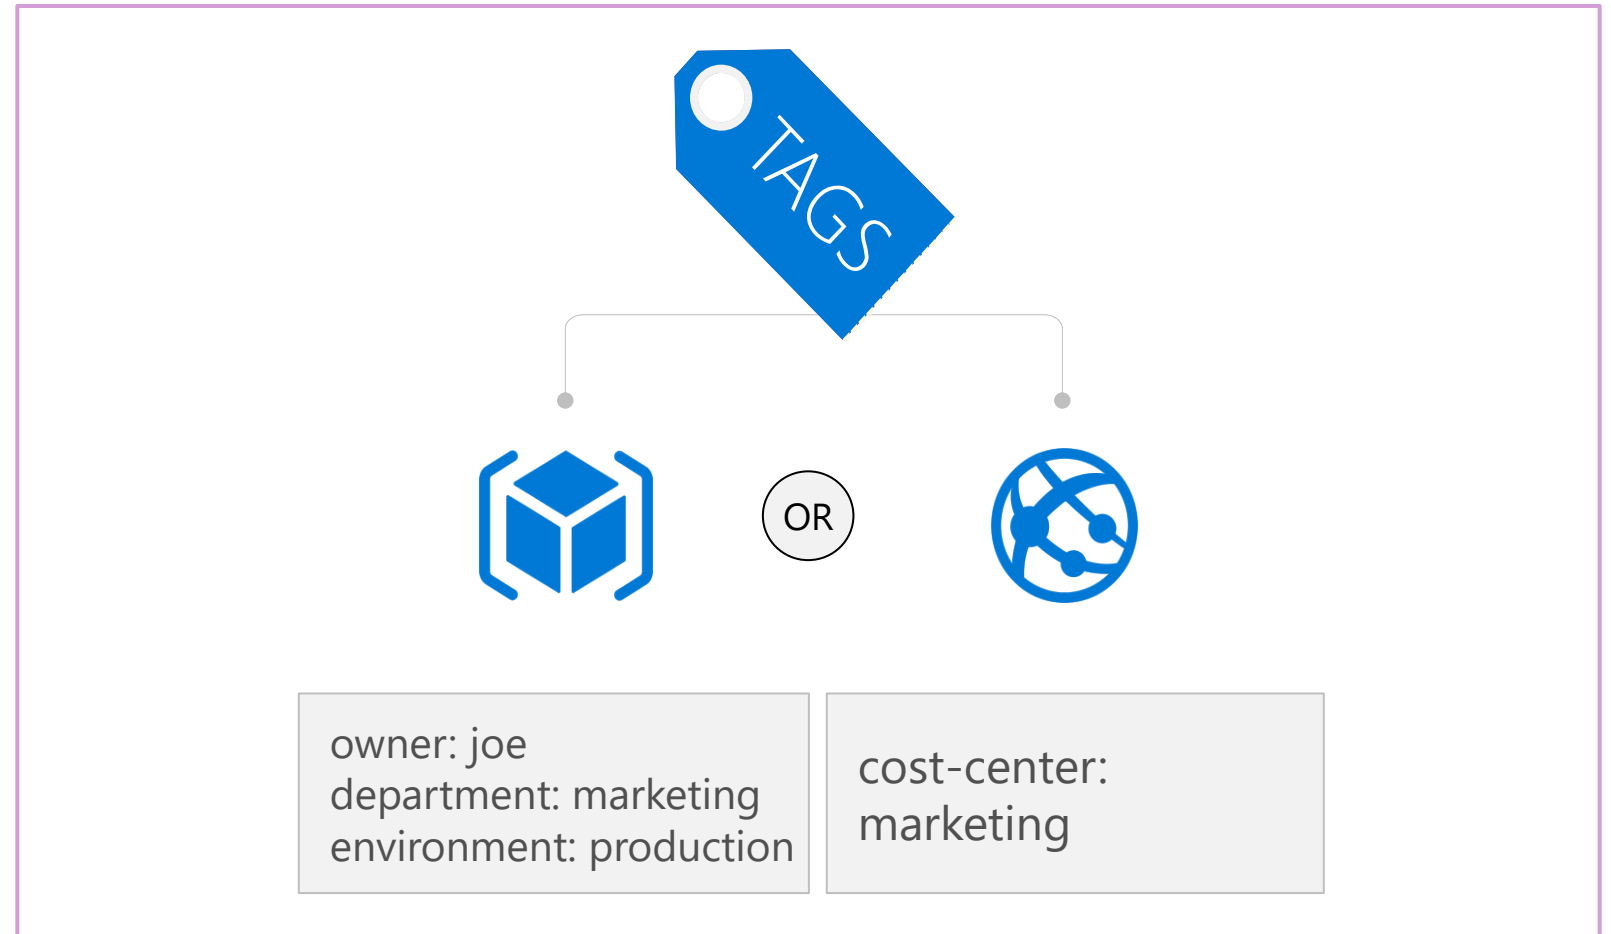 TAGS
OR
owner: joe
department: marketing
environment: production
cost-center:
marketing